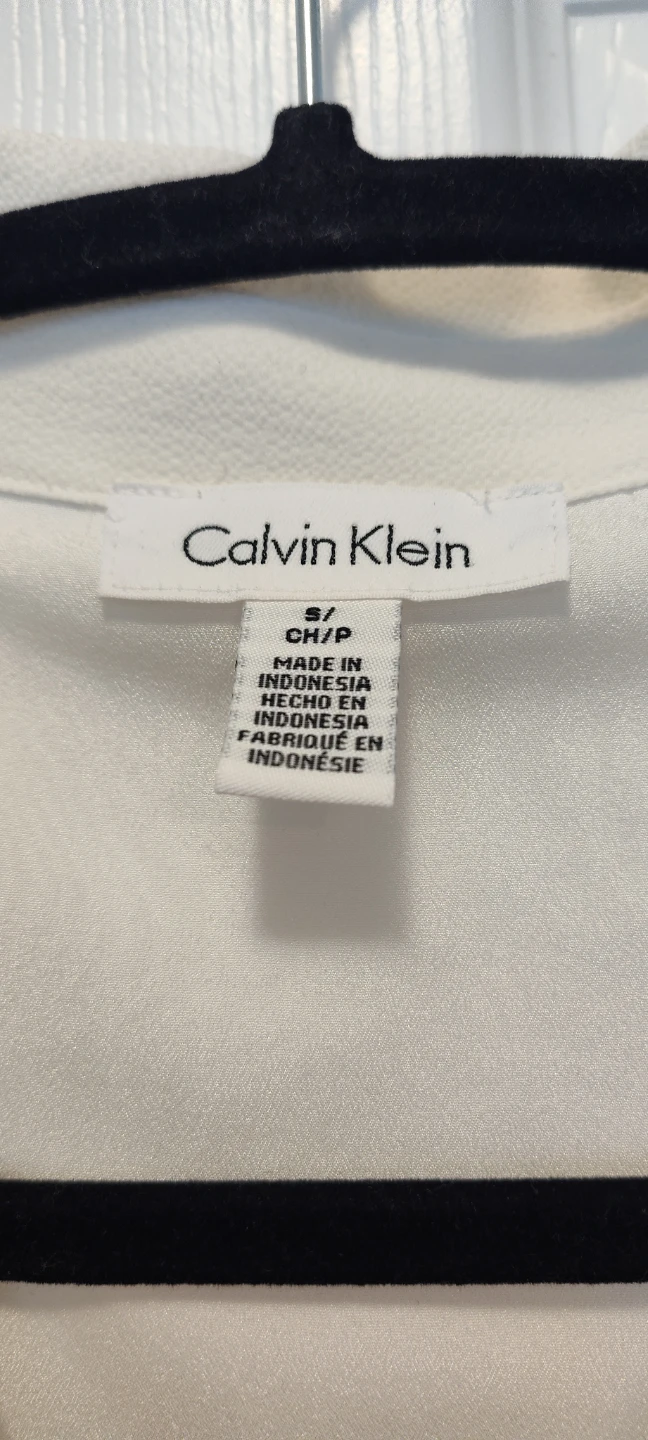 Calvin Klein
S/
CH/P
MADE IN
INDONESIA
HECHO EN
INDONESIA
FABRIQUÉ EN
INDONÉSIE